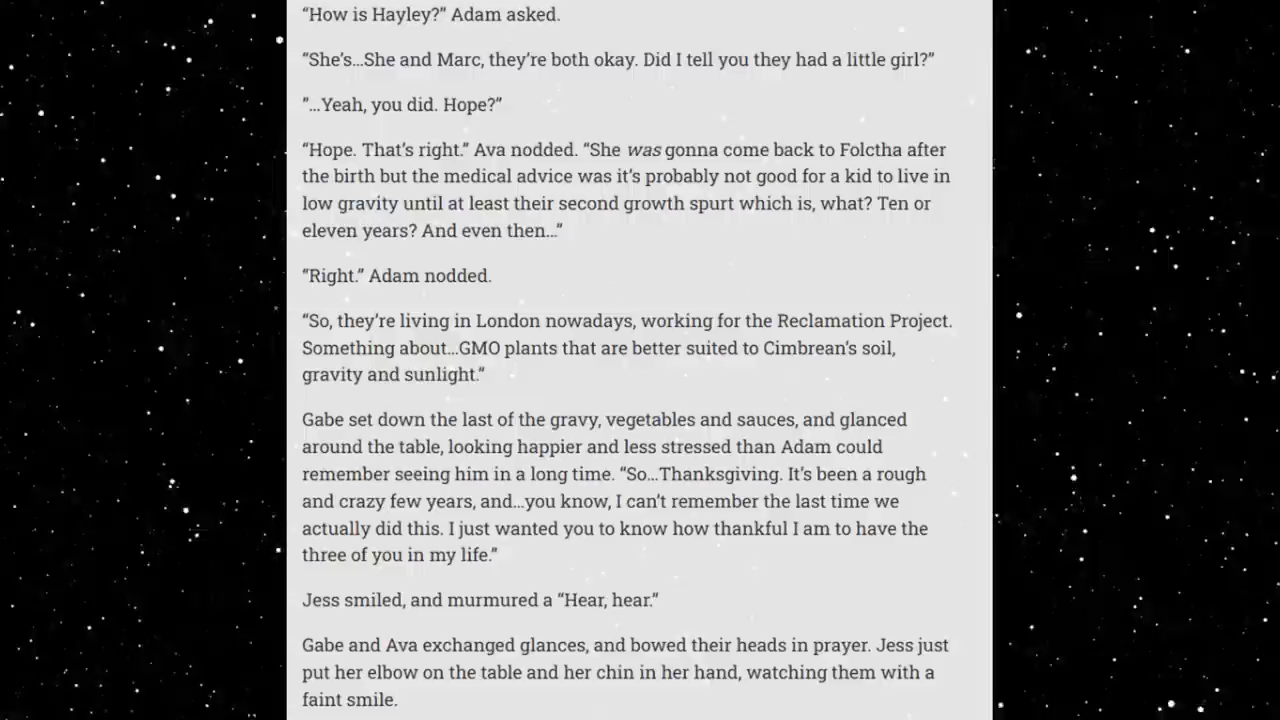 “How is Hayley?” Adam asked.
“She’s…She and Marc, they’re both okay. Did I tell you they had a little girl?”
”…Yeah, you did. Hope?”
“Hope. That’s right.” Ava nodded. “She was gonna come back to Folctha after
the birth but the medical advice was it’s probably not good for a kid to live in
low gravity until at least their second growth spurt which is, what? Ten or
eleven years? And even then…”
“Right.” Adam nodded.
“So, they’re living in London nowadays, working for the Reclamation Project.
Something about…GMO plants that are better suited to Cimbrean’s soil,
gravity and sunlight.”
Gabe set down the last of the gravy, vegetables and sauces, and glanced
around the table, looking happier and less stressed than Adam could
remember seeing him in a long time. “So…Thanksgiving. It’s been a rough
and crazy few years, and…you know, I can’t remember the last time we
actually did this. I just wanted you to know how thankful I am to have the
three of you in my life.”
Jess smiled, and murmured a “Hear, hear.”
Gabe and Ava exchanged glances, and bowed their heads in prayer. Jess just
put her elbow on the table and her chin in her hand, watching them with a
faint smile.